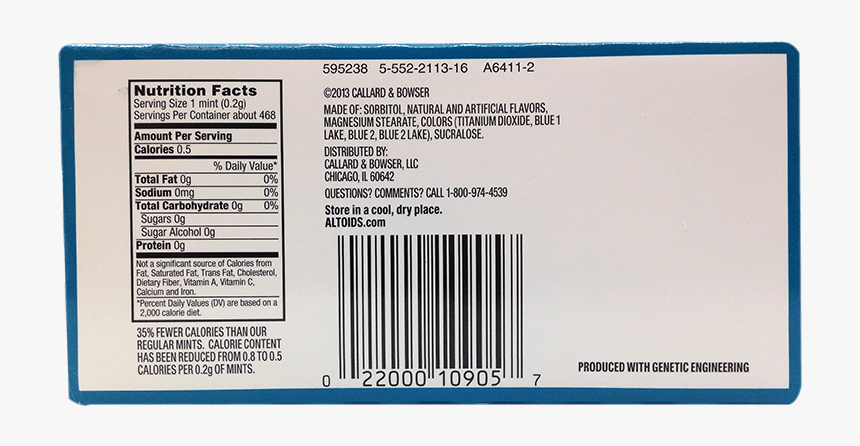 595238 5-552-2113-16 A6411-2
Nutrition Facts
Serving Size 1 mint (0.2g)
Servings Per Container about 468
Amount Per Serving
Calories 0.5
% Daily Value*
Total Fat 0g 0%
Sodium 0mg 0%
Total Carbohydrate 0g 0%
Sugars 0g
Sugar Alcohol 0g
Protein 0g
Not a significant source of Calories from
Fat, Saturated Fat, Trans Fat, Cholesterol,
Dietary Fiber, Vitamin A, Vitamin C,
Calcium and Iron.
*Percent Daily Values (DV) are based on a
2,000 calorie diet.
35% FEWER CALORIES THAN OUR
REGULAR MINTS. CALORIE CONTENT
HAS BEEN REDUCED FROM 0.8 TO 0.5
CALORIES PER 0.2g OF MINTS.
©2013 CALLARD & BOWSER
MADE OF: SORBITOL, NATURAL AND ARTIFICIAL FLAVORS,
MAGNESIUM STEARATE, COLORS (TITANIUM DIOXIDE, BLUE 1
LAKE, BLUE 2, BLUE 2 LAKE), SUCRALOSE.
DISTRIBUTED BY:
CALLARD & BOWSER, LLC
CHICAGO, IL 60642
QUESTIONS? COMMENTS? CALL 1-800-974-4539
Store in a cool, dry place.
ALTOIDS.com
0 22000 10905 7
PRODUCED WITH GENETIC ENGINEERING